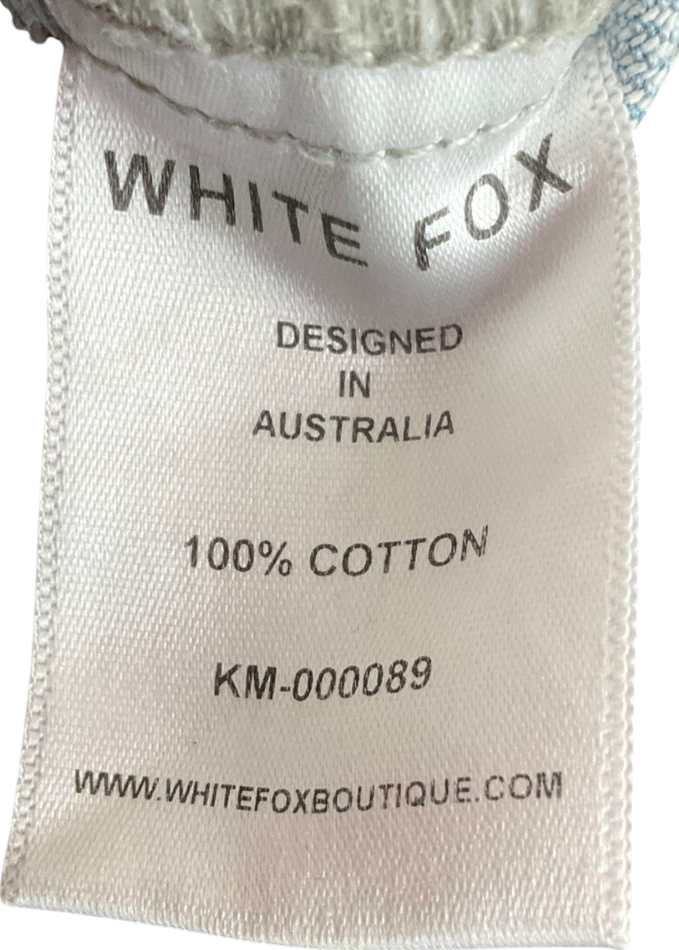 WHITE FOX
DESIGNED
IN
AUSTRALIA
100% COTTON
KM-000089
WWW.WHITEFOXBOUTIQUE.COM